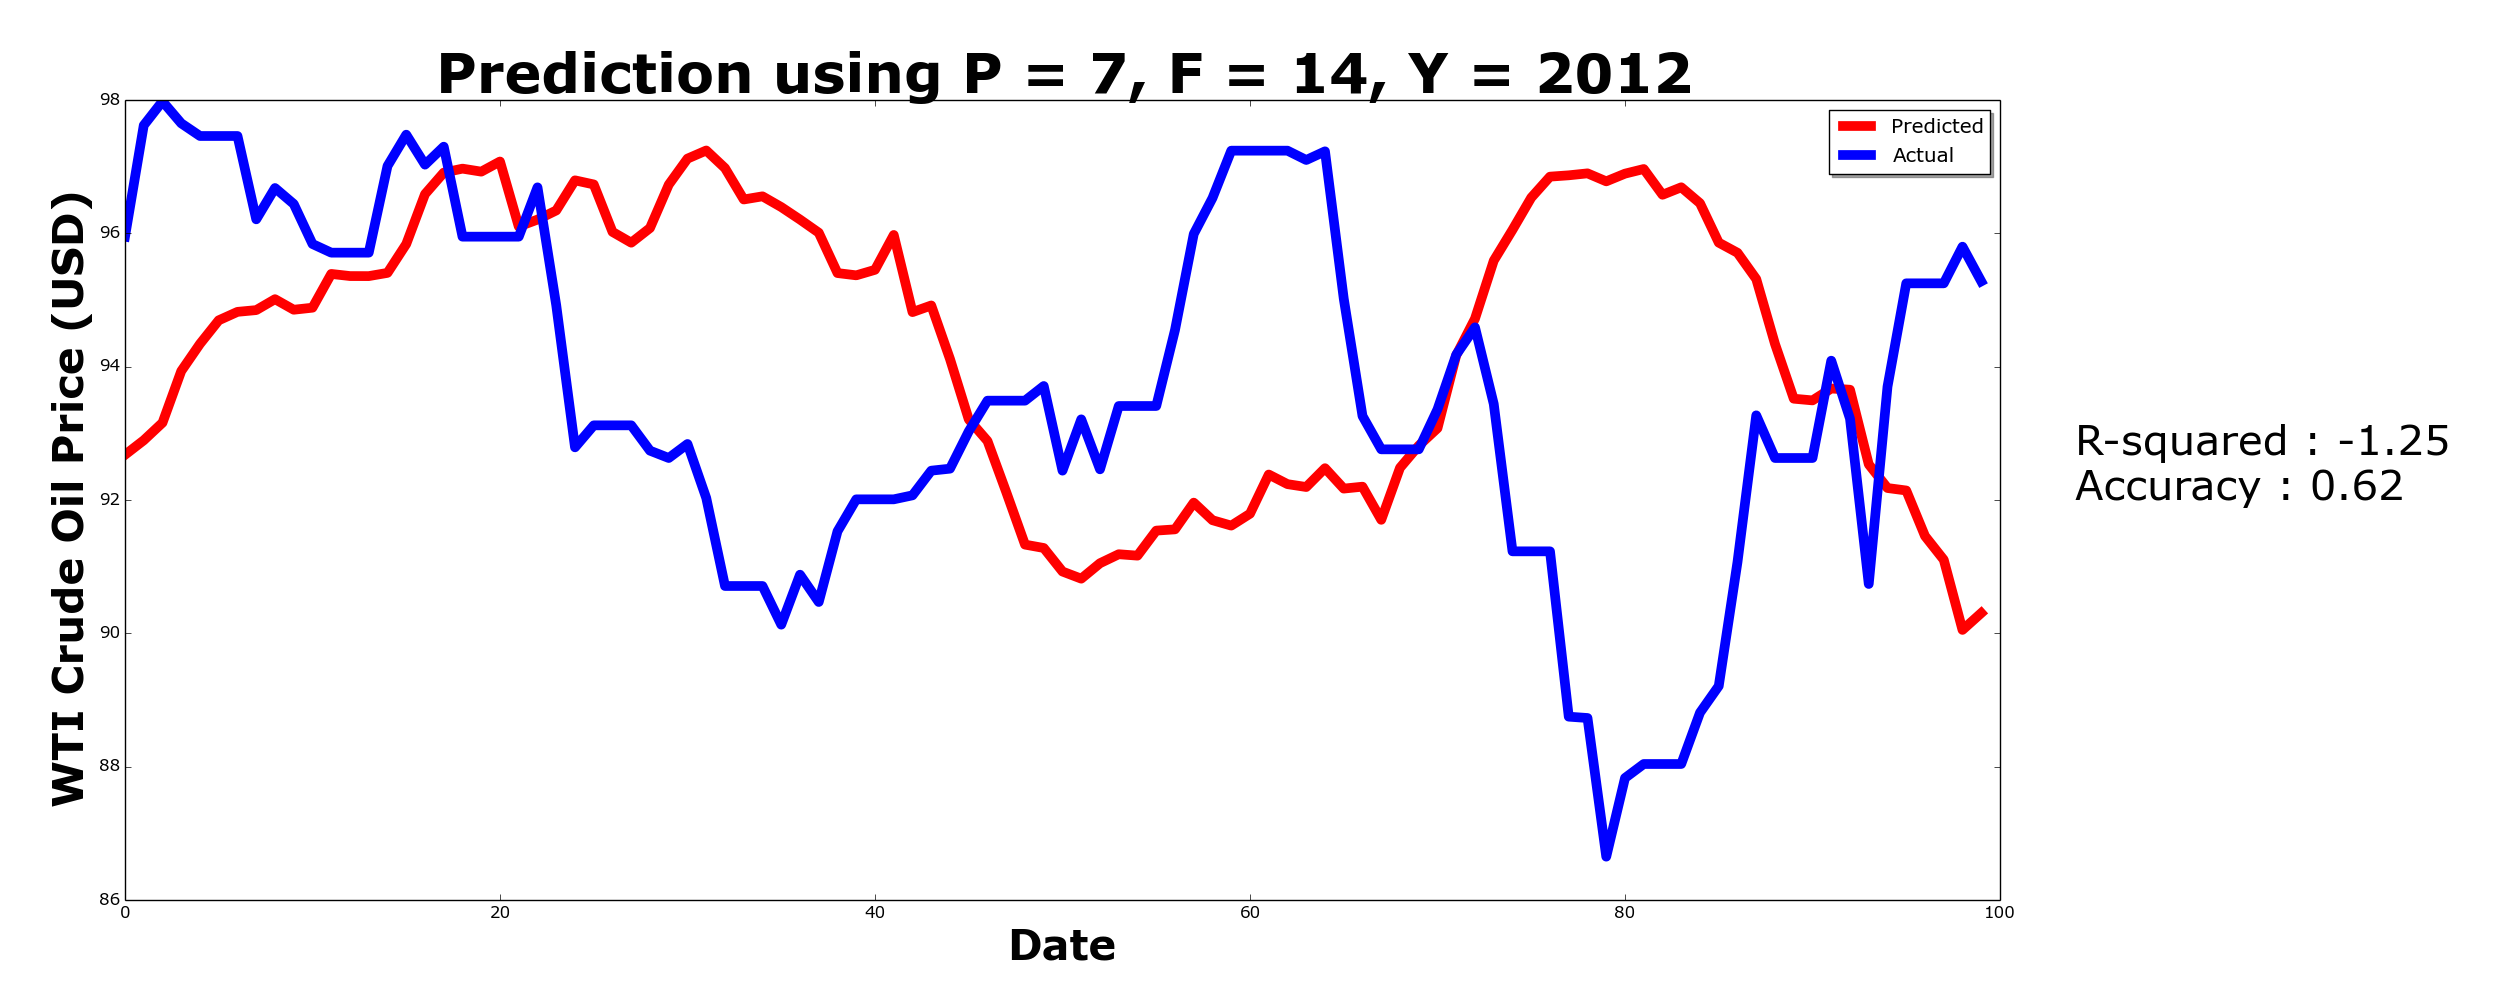 Prediction using P = 7, F = 14, Y = 2012
WTI Crude Oil Price (USD)
98
96
94
92
90
88
86
0
20
40
60
80
100
Date
Predicted
Actual
R-squared : -1.25
Accuracy : 0.62